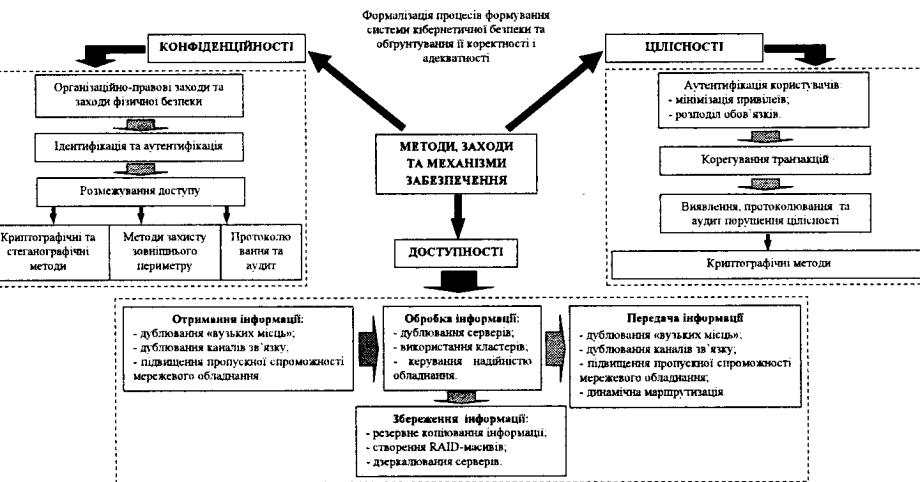 Формалізація процесів формування
системи кібернетичної безпеки та
обґрунтування її коректності і
адекватності
КОНФІДЕНЦІЙНОСТІ
ЦІЛІСНОСТІ
Організаційно-правові заходи та
заходи фізичної безпеки
Ідентифікація та аутентифікація
Розмежування доступу
Криптографічні та
стеганографічні
методи
Методи захисту
зовнішнього
периметру
Протоколю
вання та
аудит
МЕТОДИ, ЗАХОДИ
ТА МЕХАНІЗМИ
ЗАБЕЗПЕЧЕННЯ
ДОСТУПНОСТІ
Аутентифікація користувачів:
- мінімізація привілеїв;
- розподіл обов`язків.
Корегування транзакцій
Виявлення, протоколювання та
аудит порушення цілісності
Криптографічні методи
Отримання інформації:
- дублювання «вузьких місць»;
- дублювання каналів зв`язку;
- підвищення пропускної спроможності
мережевого обладнання.
Обробка інформації:
- дублювання серверів;
- використання кластерів;
- керування надійністю
обладнання.
Передача інформації
- дублювання «вузьких місць»;
- дублювання каналів зв`язку;
- підвищення пропускної спроможності
мережевого обладнання;
- динамічна маршрутизація.
Збереження інформації:
- резервне копіювання інформації;
- створення RAID-масивів;
- дзеркалювання серверів.